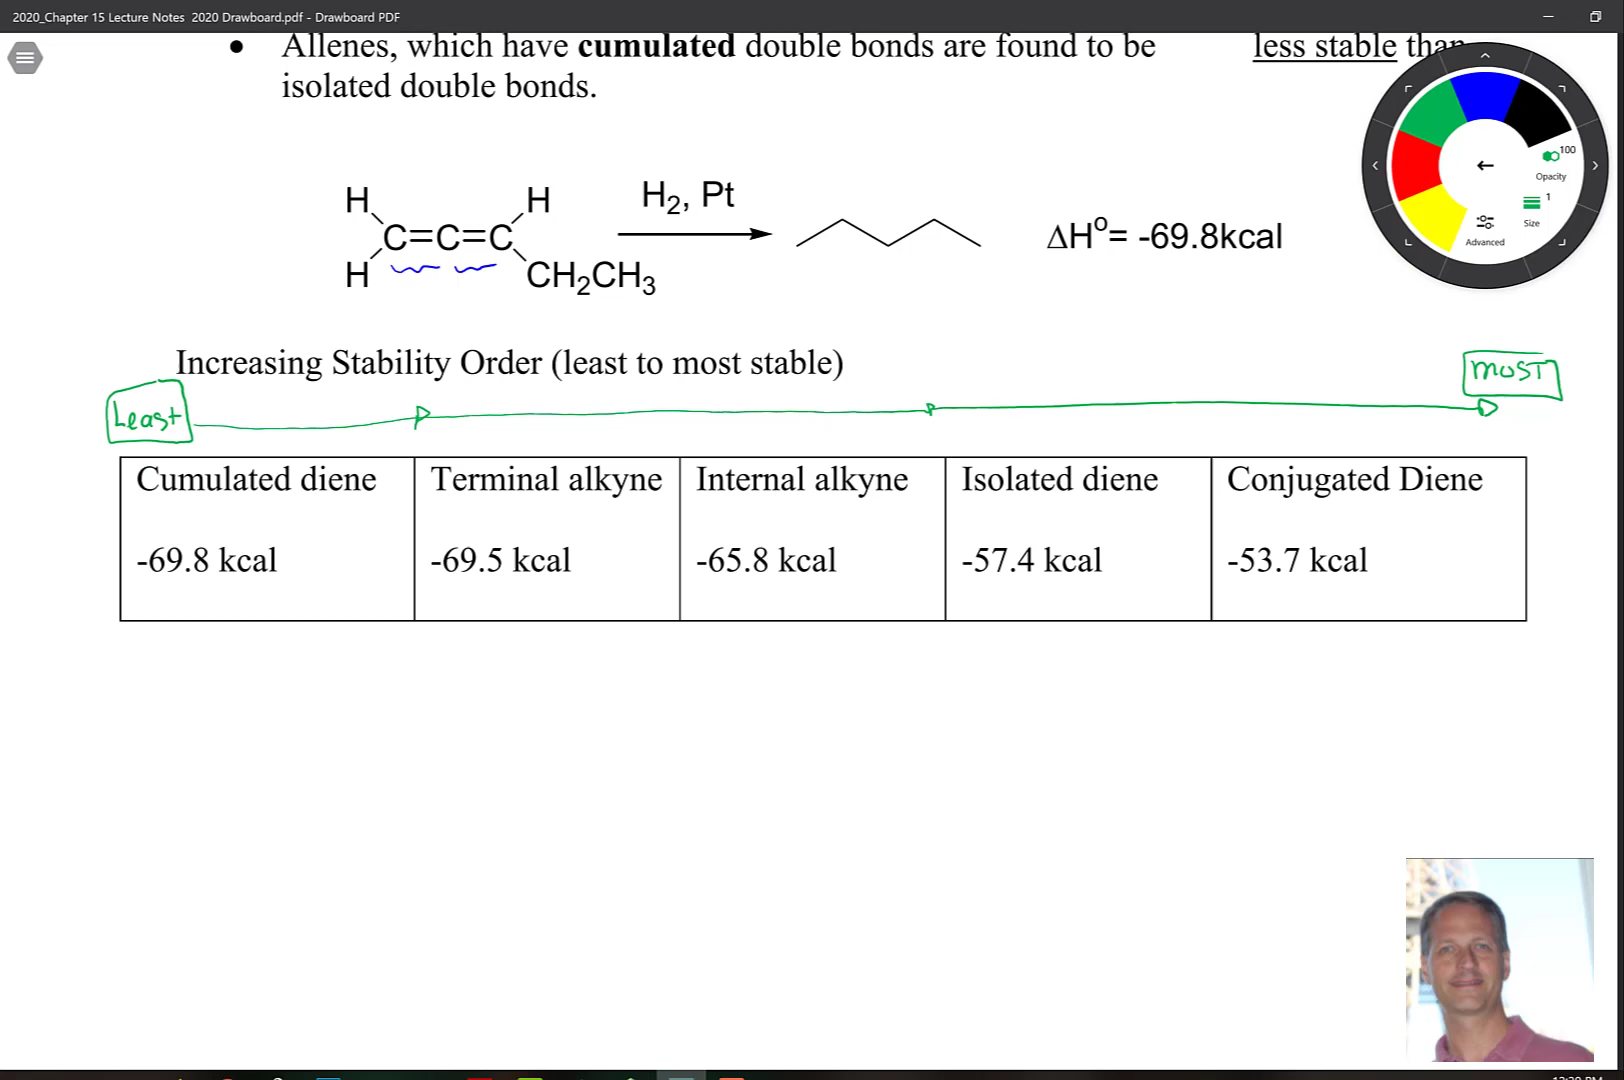 2020_Chapter 15 Lecture Notes  2020 Drawboard.pdf - Drawboard PDF
Allenes, which have cumulated double bonds are found to be less stable than
isolated double bonds.
100
Opacity
1
Size
Advanced
H H H₂, Pt
C=C=C ΔHº= -69.8kcal
H CH₂CH₃
Increasing Stability Order (least to most stable)
most
Least
Cumulated diene Terminal alkyne Internal alkyne Isolated diene Conjugated Diene
-69.8 kcal -69.5 kcal -65.8 kcal -57.4 kcal -53.7 kcal